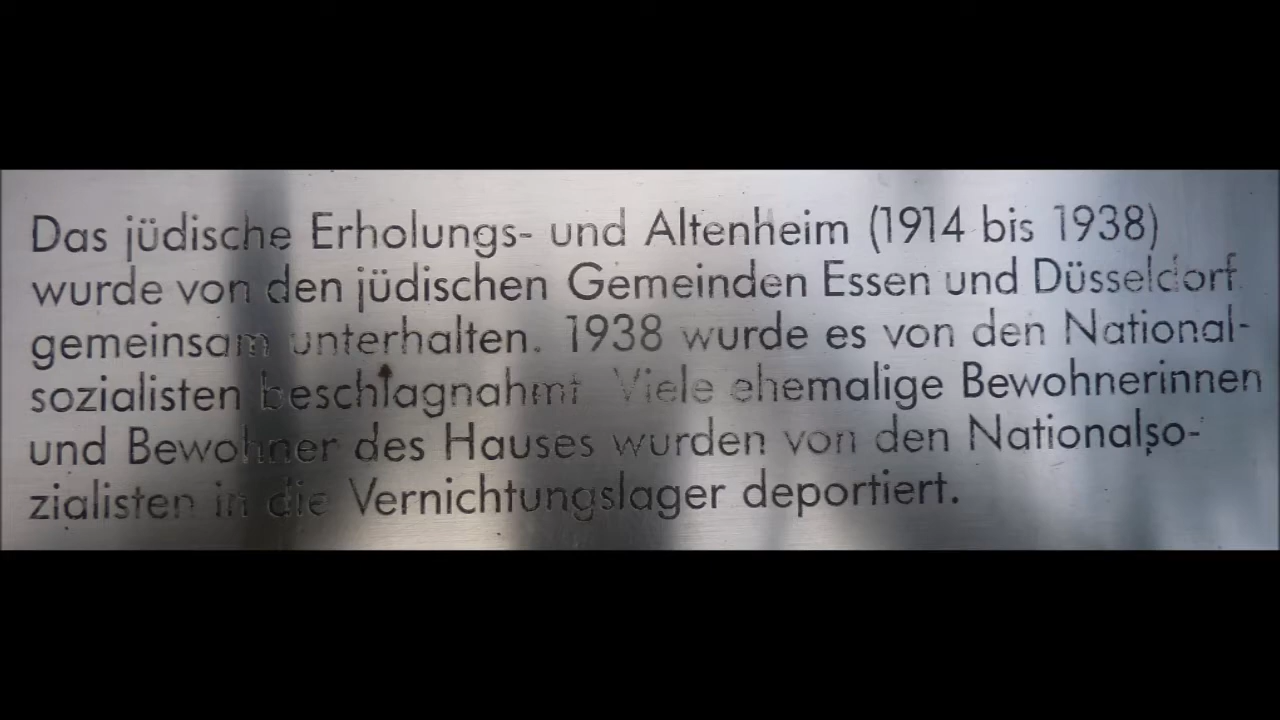 Das jüdische Erholungs- und Altenheim (1914 bis 1938)
wurde von den jüdischen Gemeinden Essen und Düsseldorf
gemeinsam unterhalten. 1938 wurde es von den National-
sozialisten beschlagnahmt Viele ehemalige Bewohnerinnen
und Bewohner des Hauses wurden von den Nationalso-
zialisten in die Vernichtungslager deportiert.